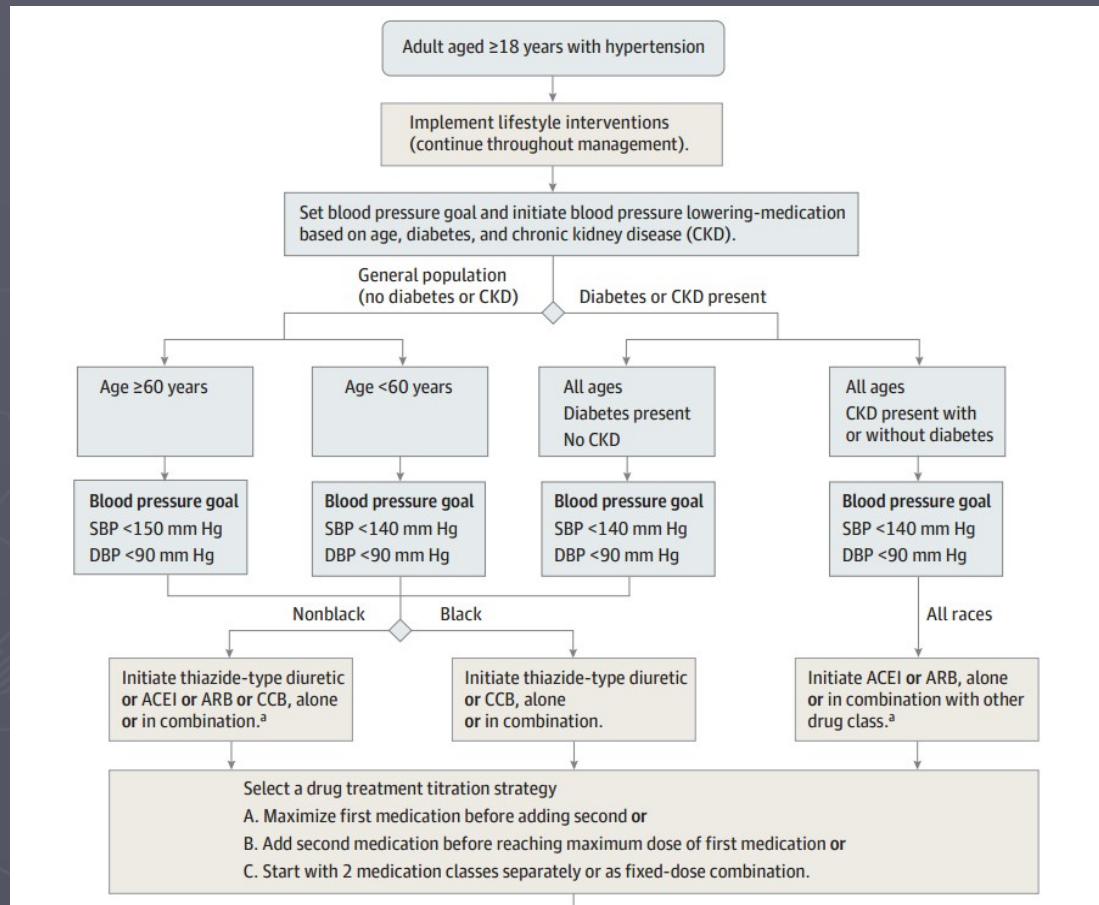 Adult aged ≥18 years with hypertension
Implement lifestyle interventions
(continue throughout management).
Set blood pressure goal and initiate blood pressure lowering-medication
based on age, diabetes, and chronic kidney disease (CKD).
General population
(no diabetes or CKD)
Diabetes or CKD present
Age ≥60 years
Age <60 years
All ages
Diabetes present
No CKD
All ages
CKD present with
or without diabetes
Blood pressure goal
SBP <150 mm Hg
DBP <90 mm Hg
Blood pressure goal
SBP <140 mm Hg
DBP <90 mm Hg
Blood pressure goal
SBP <140 mm Hg
DBP <90 mm Hg
Blood pressure goal
SBP <140 mm Hg
DBP <90 mm Hg
Nonblack
Black
All races
Initiate thiazide-type diuretic
or ACEI or ARB or CCB, alone
or in combination.ᵃ
Initiate thiazide-type diuretic
or CCB, alone
or in combination.
Initiate ACEI or ARB, alone
or in combination with other
drug class.ᵃ
Select a drug treatment titration strategy
A. Maximize first medication before adding second or
B. Add second medication before reaching maximum dose of first medication or
C. Start with 2 medication classes separately or as fixed-dose combination.